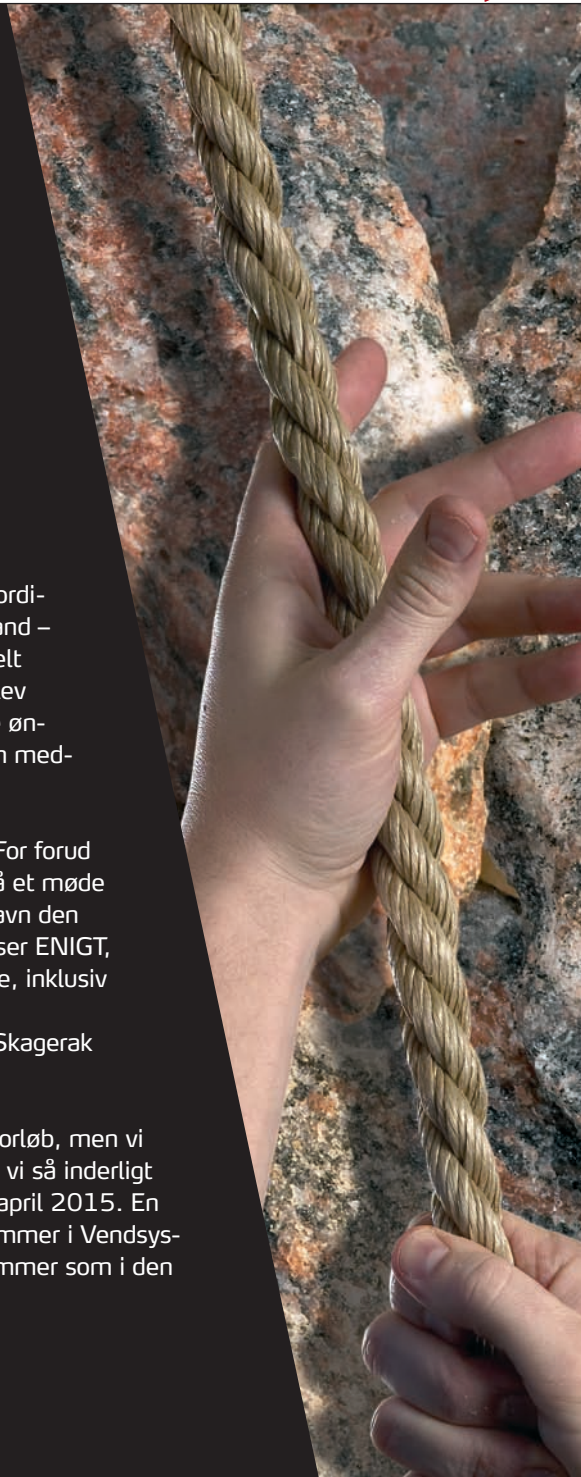 ordi-
and –
elt
ev
øn-
n med-
For forud
å et møde
avn den
ser ENIGT,
e, inklusiv
Skagerak
orløb, men vi
vi så inderligt
april 2015. En
mmer i Vendsys-
mmer som i den